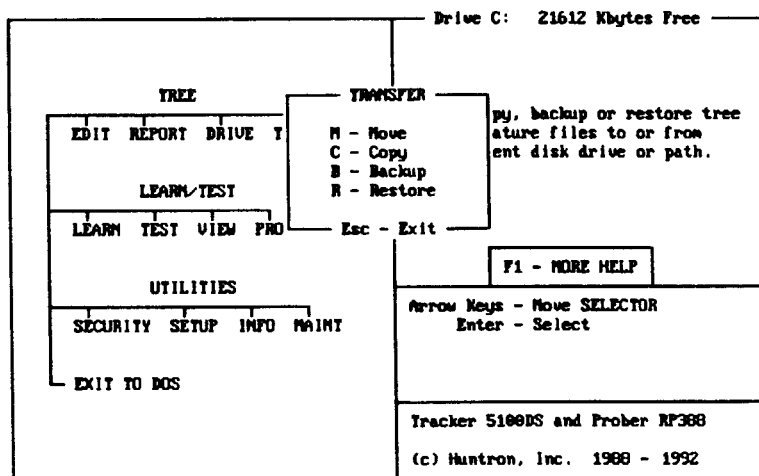 Drive C: 21612 Kbytes Free
TREE
EDIT REPORT DRIVE T
TRANSFER
M - Move
C - Copy
B - Backup
R - Restore
Esc - Exit
py, backup or restore tree
ature files to or from
ent disk drive or path.
LEARN/TEST
LEARN TEST VIEW PRO
UTILITIES
SECURITY SETUP INFO MAINT
EXIT TO DOS
F1 - MORE HELP
Arrow Keys - Move SELECTOR
Enter - Select
Tracker 5100DS and Prober RP388
(c) Huntron, Inc. 1988 - 1992